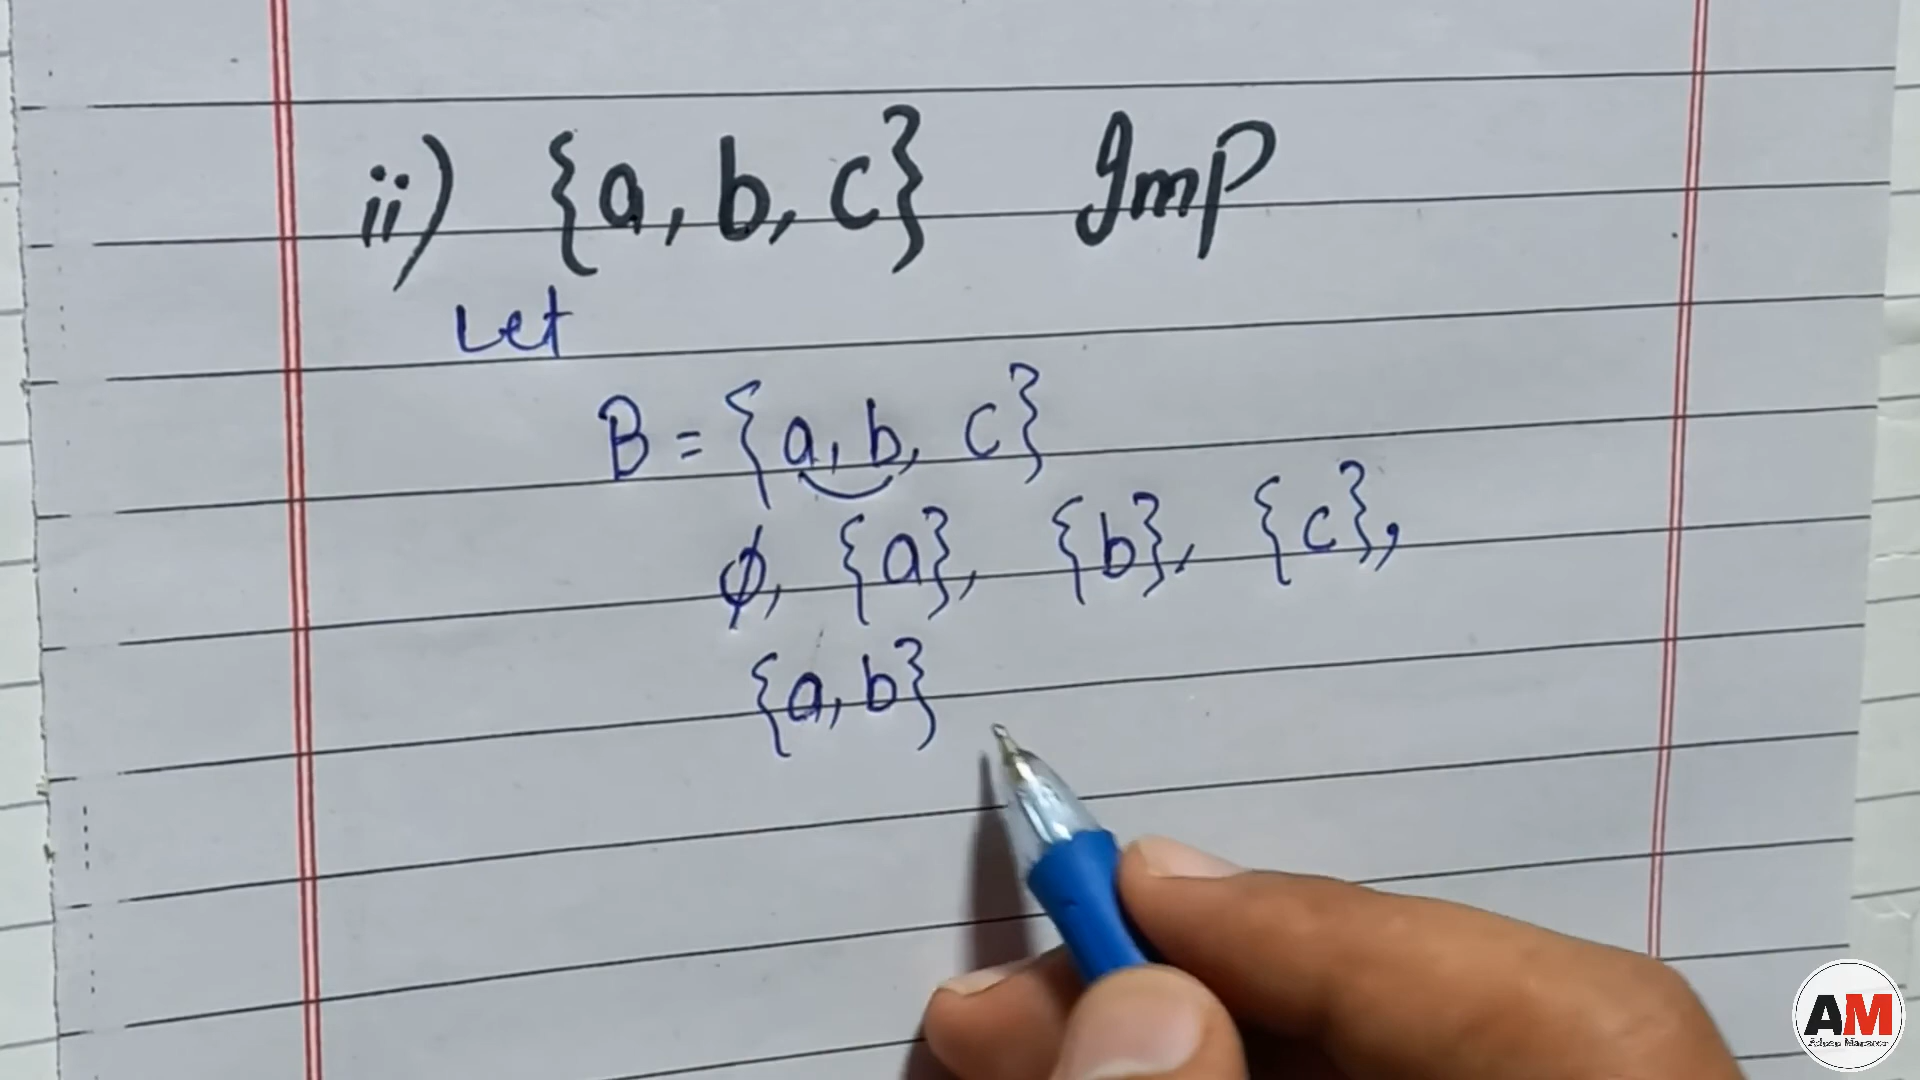 ii) {a, b, c} Imp
Let
B = {a, b, c}
ϕ, {a}, {b}, {c},
{a, b}
AM